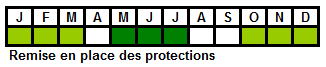 J F M A M J J A S O N D
Remise en place des protections